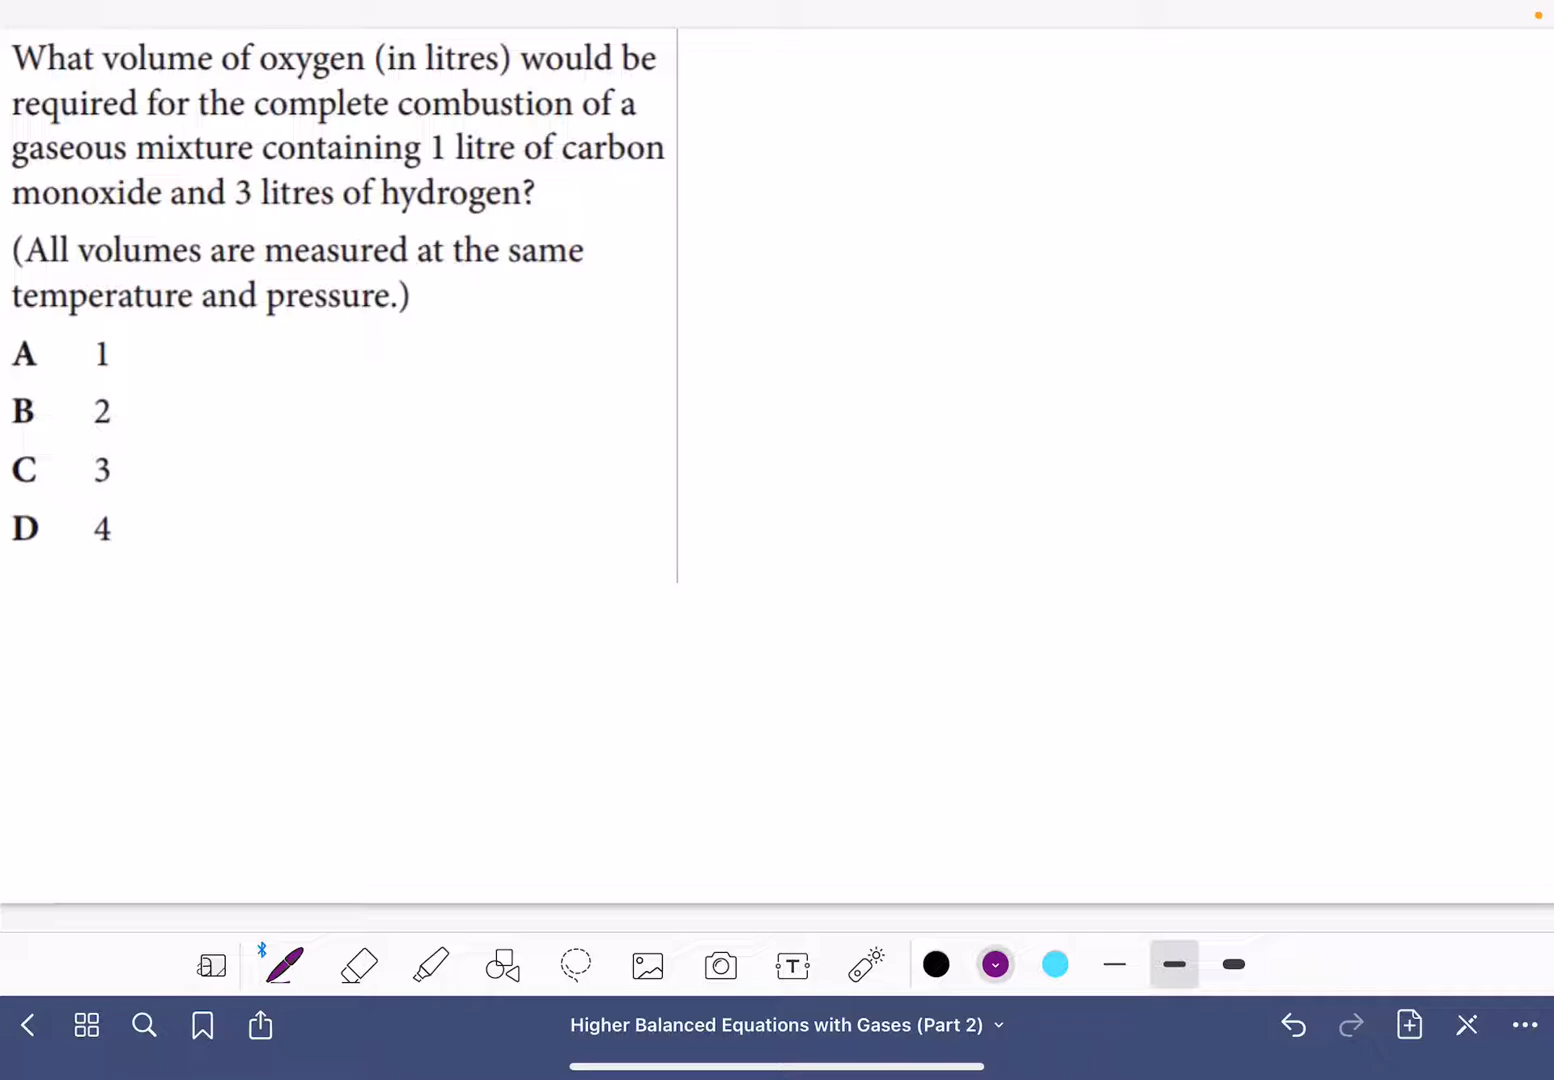 What volume of oxygen (in litres) would be
required for the complete combustion of a
gaseous mixture containing 1 litre of carbon
monoxide and 3 litres of hydrogen?
(All volumes are measured at the same
temperature and pressure.)
A 1
B 2
C 3
D 4
a
T
Higher Balanced Equations with Gases (Part 2)